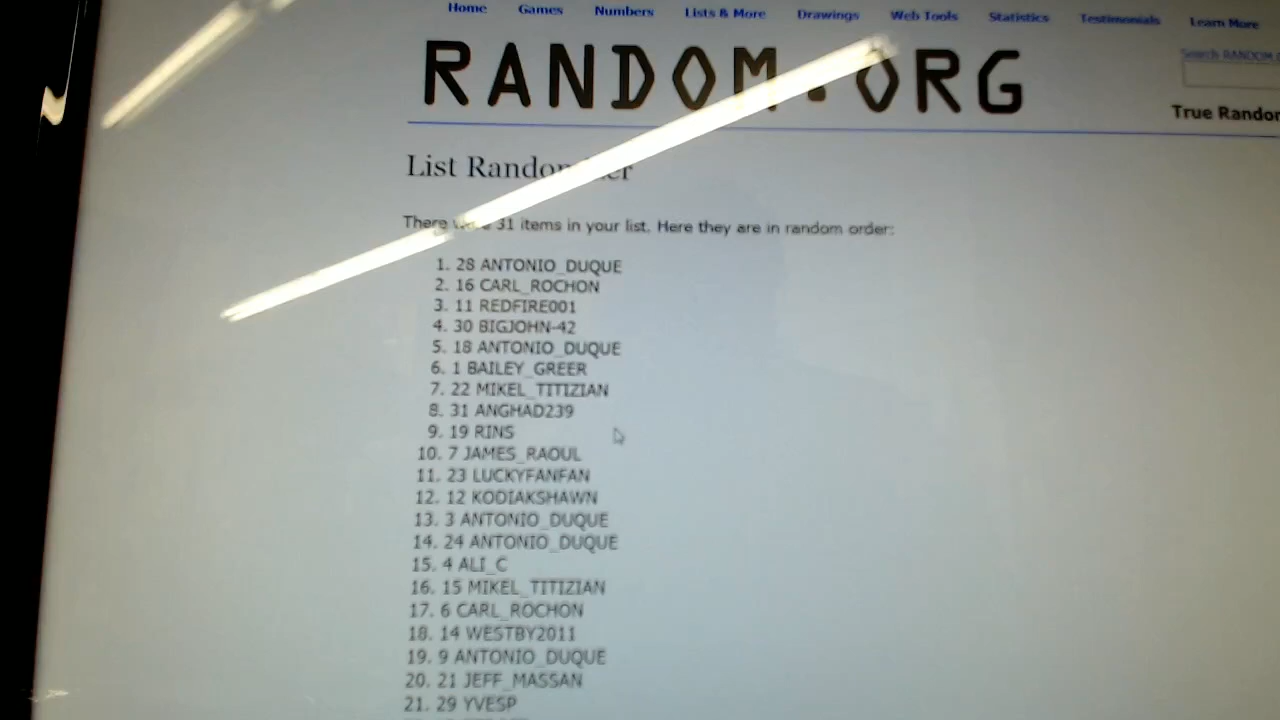 Home Games Numbers Lists & More Drawings Web Tools Statistics Testimonials Learn More
RANDOM.ORG
Search RANDOM
True Random
List Randomizer
There were 31 items in your list. Here they are in random order:
1. 28 ANTONIO_DUQUE
2. 16 CARL_ROCHON
3. 11 REDFIRE001
4. 30 BIGJOHN-42
5. 18 ANTONIO_DUQUE
6. 1 BAILEY_GREER
7. 22 MIKEL_TITIZIAN
8. 31 ANGHAD239
9. 19 RINS
10. 7 JAMES_RAOUL
11. 23 LUCKYFANFAN
12. 12 KODIAKSHAWN
13. 3 ANTONIO_DUQUE
14. 24 ANTONIO_DUQUE
15. 4 ALI_C
16. 15 MIKEL_TITIZIAN
17. 6 CARL_ROCHON
18. 14 WESTBY2011
19. 9 ANTONIO_DUQUE
20. 21 JEFF_MASSAN
21. 29 YVESP